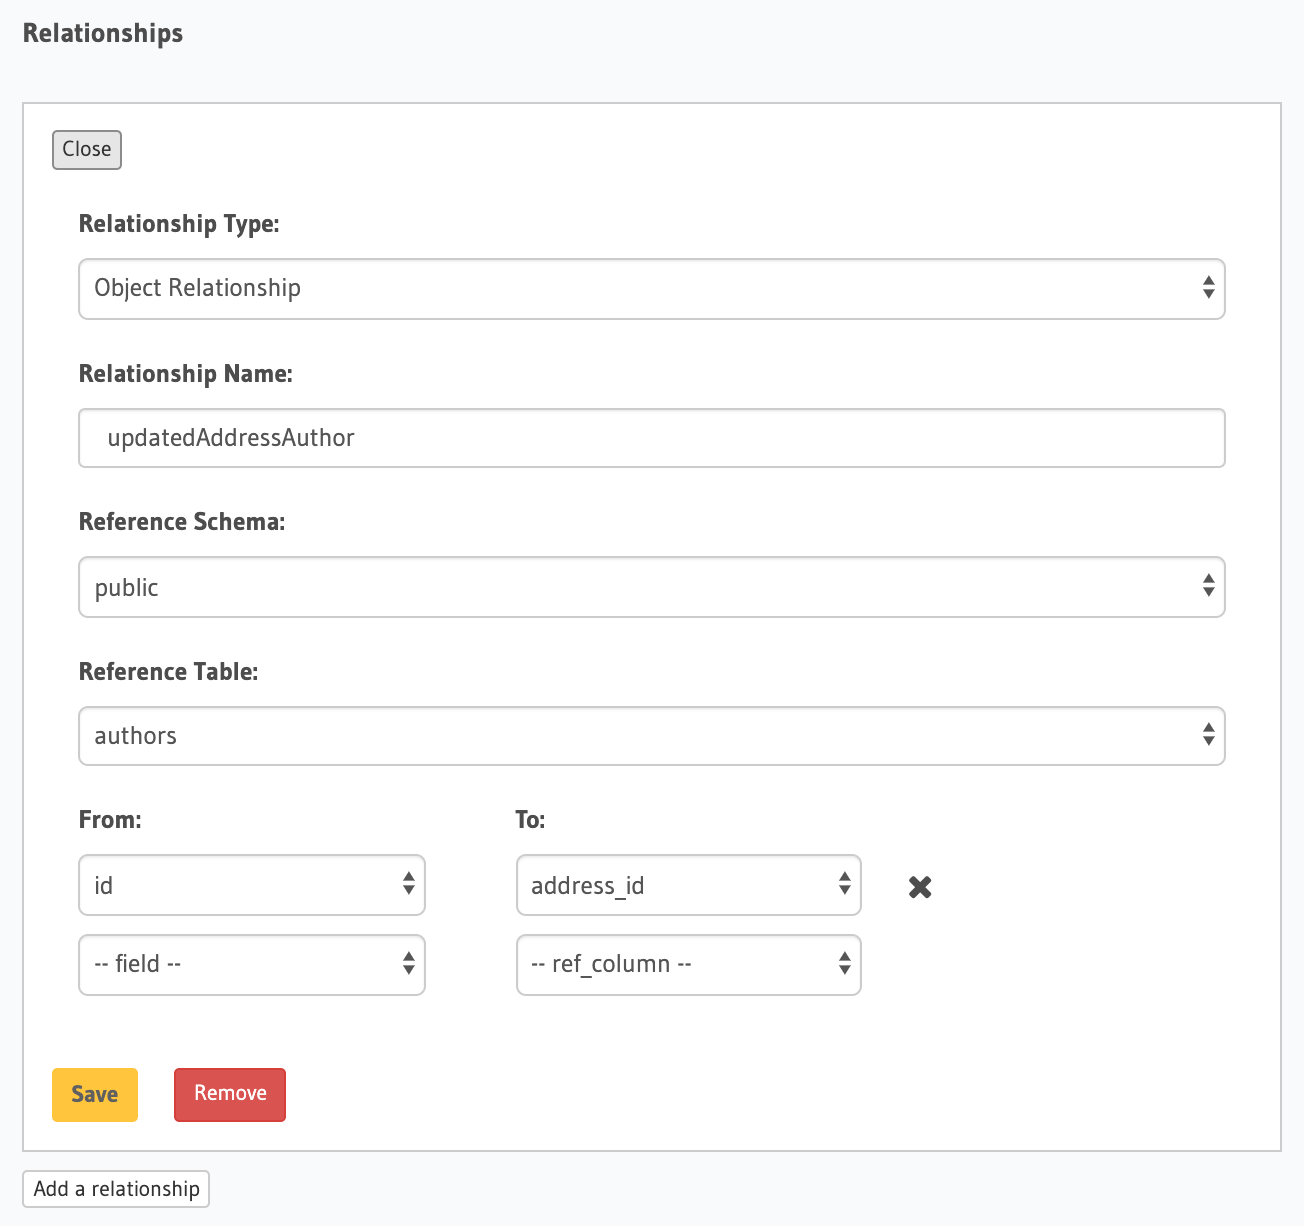 Relationships
Close
Relationship Type:
Object Relationship
Relationship Name:
updatedAddressAuthor
Reference Schema:
public
Reference Table:
authors
From: To:
id address_id
-- field -- -- ref_column --
Save Remove
Add a relationship